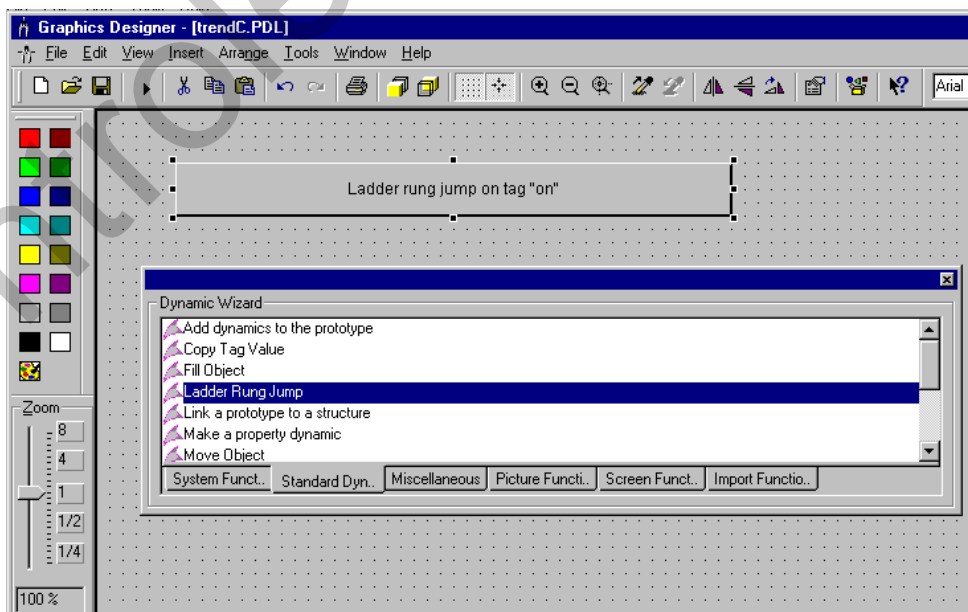 Graphics Designer - [trendC.PDL]
File Edit View Insert Arrange Tools Window Help
Arial
Ladder rung jump on tag "on"
Dynamic Wizard
Add dynamics to the prototype
Copy Tag Value
Fill Object
Ladder Rung Jump
Link a prototype to a structure
Make a property dynamic
Move Object
System Funct.. Standard Dyn.. Miscellaneous Picture Functi.. Screen Funct.. Import Functio..
Zoom
8
4
1
1/2
1/4
100 %